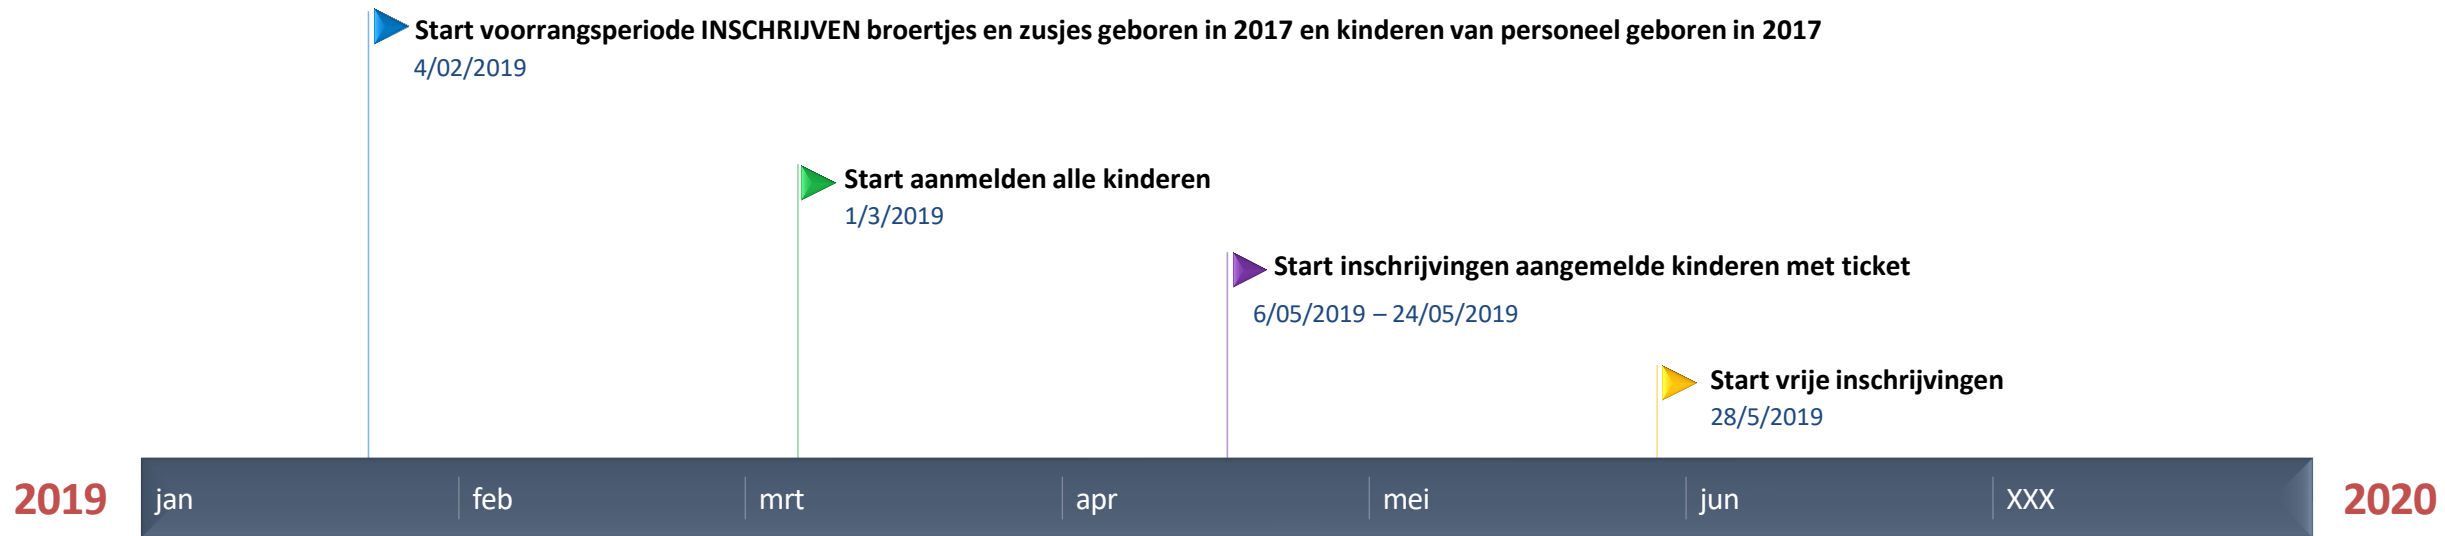 Start voorrangsperiode INSCHRIJVEN broertjes en zusjes geboren in 2017 en kinderen van personeel geboren in 2017
4/02/2019
Start aanmelden alle kinderen
1/3/2019
Start inschrijvingen aangemelde kinderen met ticket
6/05/2019 – 24/05/2019
Start vrije inschrijvingen
28/5/2019
2019 jan feb mrt apr mei jun XXX 2020